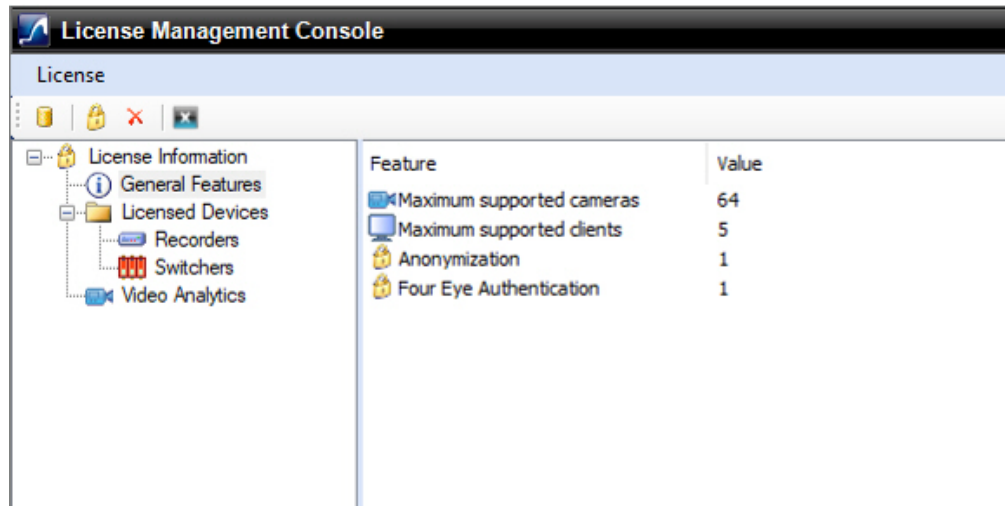 License Management Console
License
License Information
General Features
Licensed Devices
Recorders
Switchers
Video Analytics
Feature Value
Maximum supported cameras 64
Maximum supported clients 5
Anonymization 1
Four Eye Authentication 1